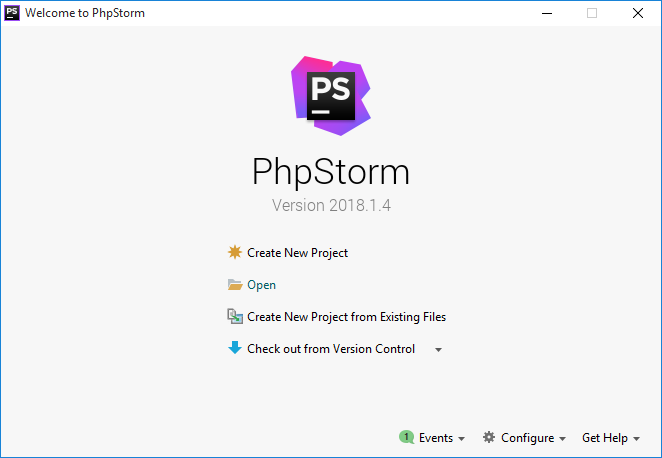 PS Welcome to PhpStorm
PS
PhpStorm
Version 2018.1.4
Create New Project
Open
Create New Project from Existing Files
Check out from Version Control
1 Events Configure Get Help